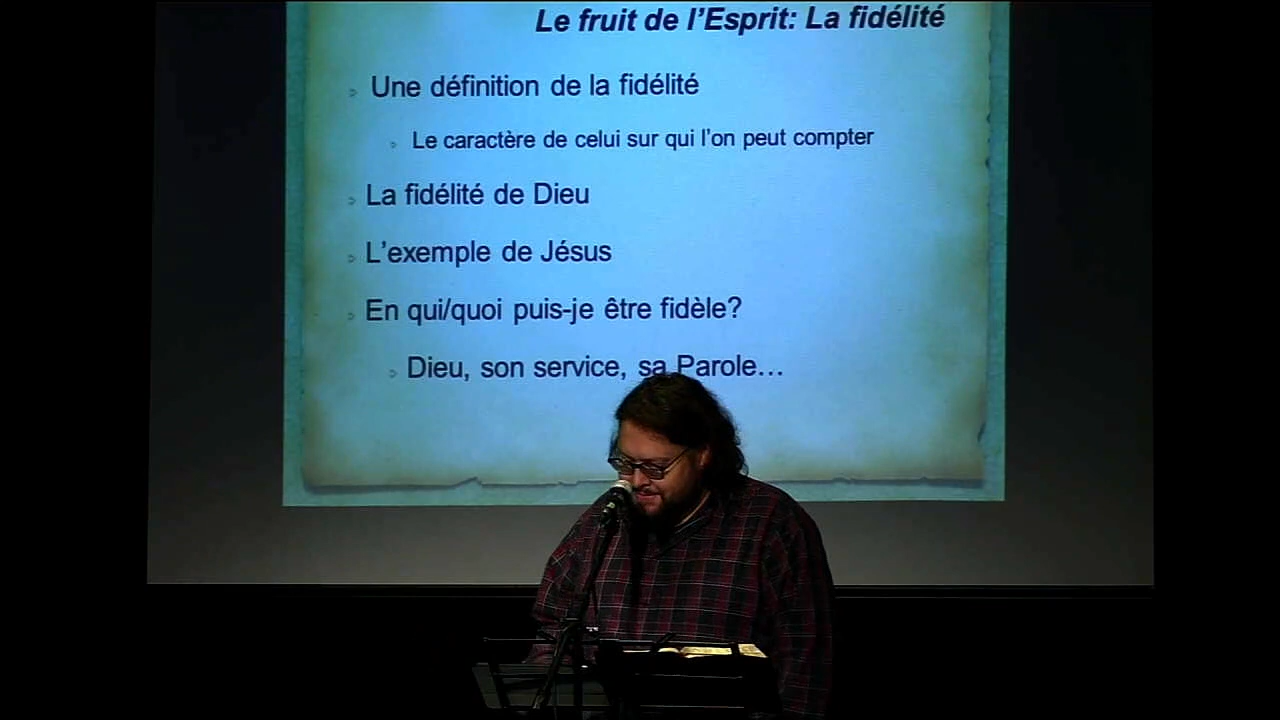 Le fruit de l’Esprit: La fidélité
Une définition de la fidélité
Le caractère de celui sur qui l’on peut compter
La fidélité de Dieu
L’exemple de Jésus
En qui/quoi puis-je être fidèle?
Dieu, son service, sa Parole…